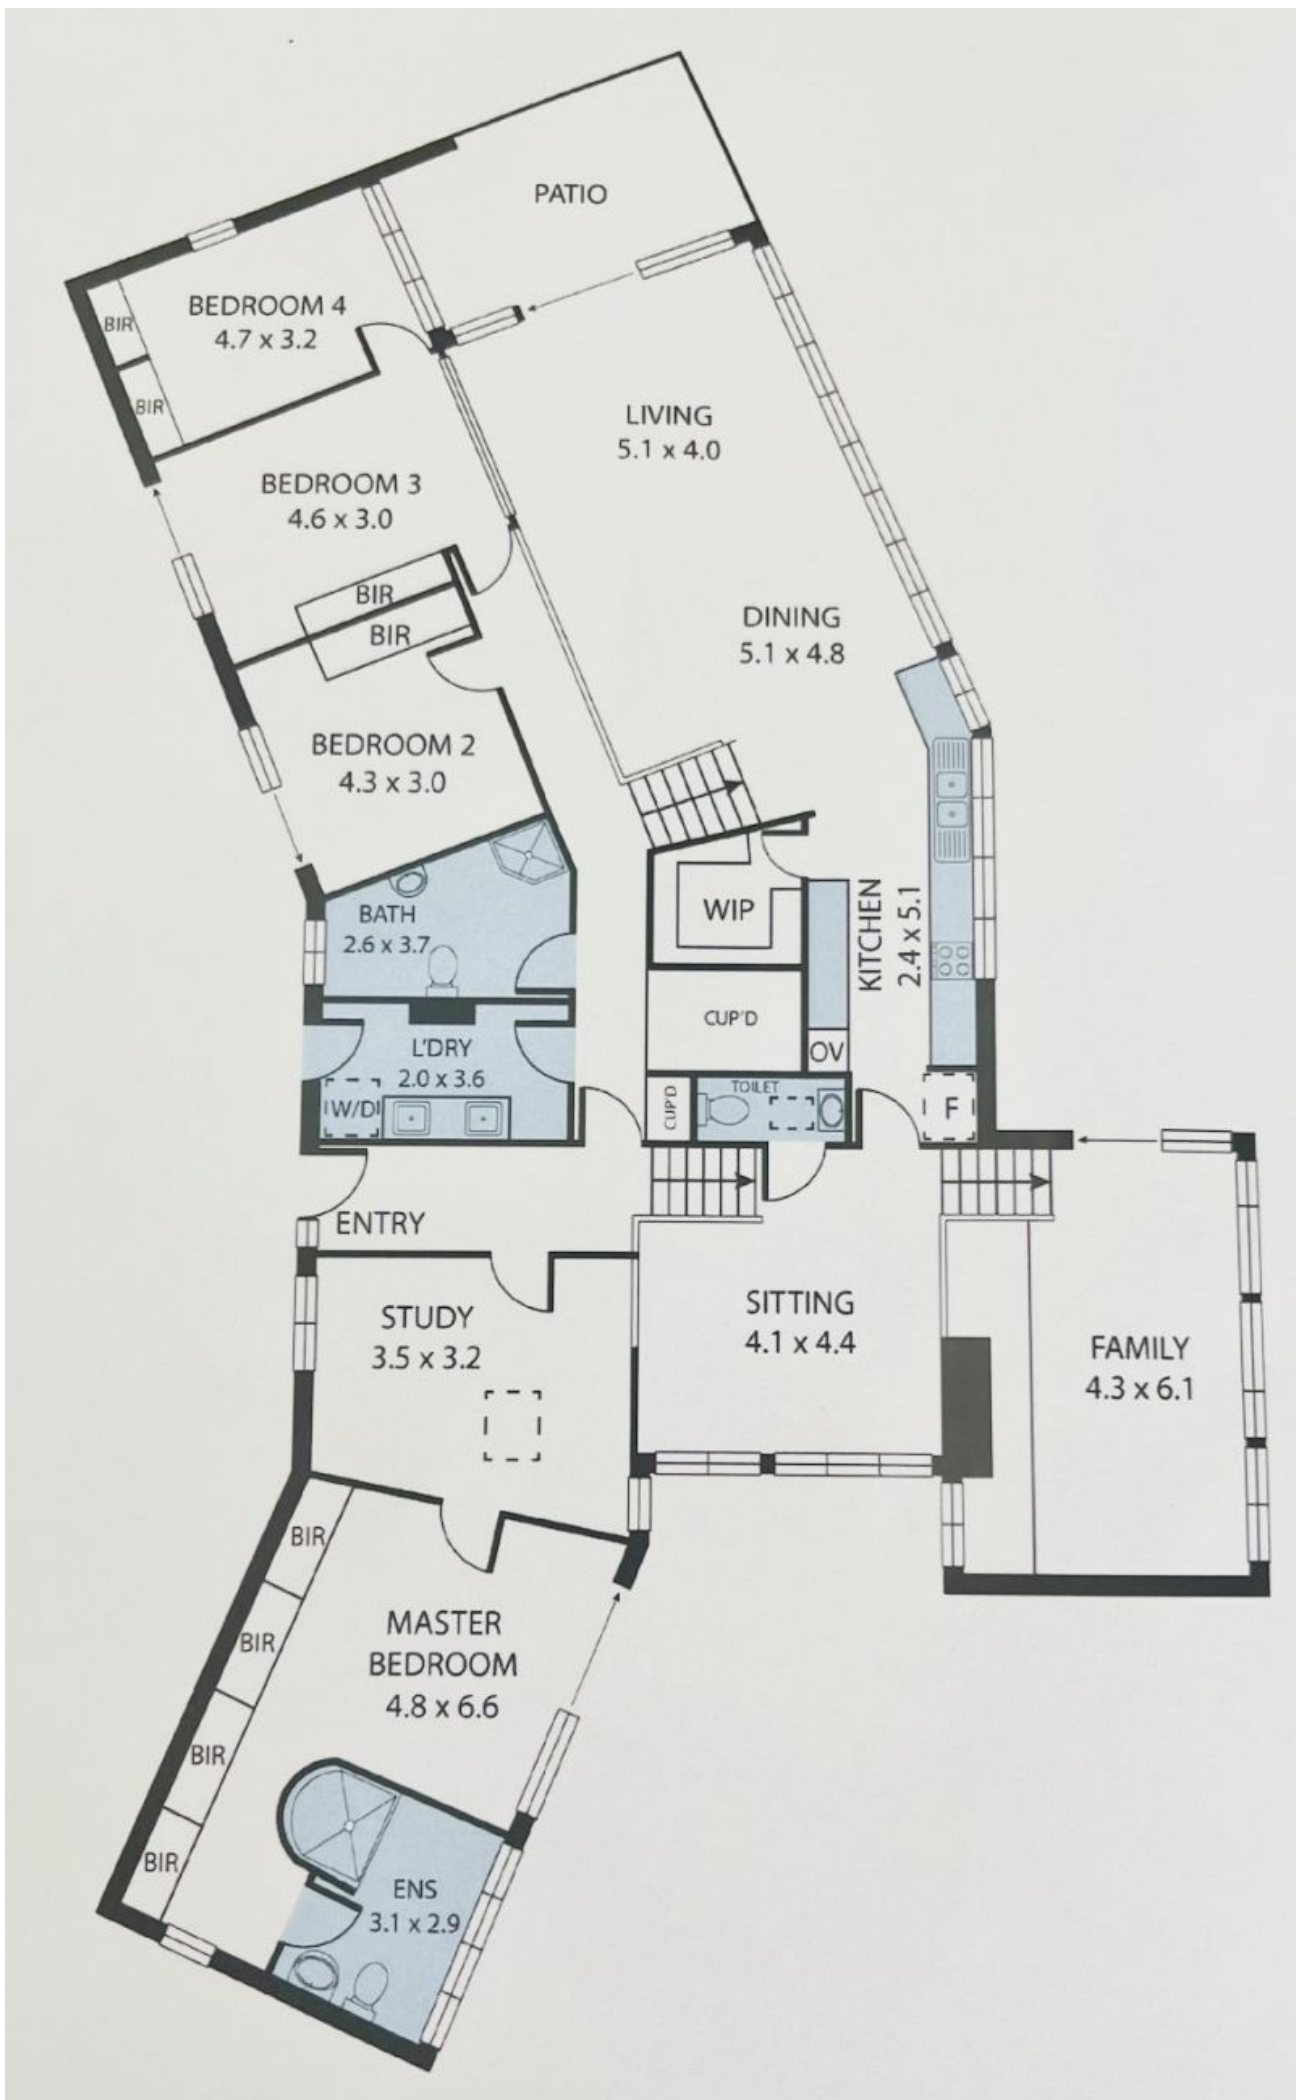 PATIO
BEDROOM 4
4.7 x 3.2
BIR
BIR
LIVING
5.1 x 4.0
BEDROOM 3
4.6 x 3.0
BIR
BIR
DINING
5.1 x 4.8
BEDROOM 2
4.3 x 3.0
BATH
2.6 x 3.7
WIP
KITCHEN
2.4 x 5.1
CUP'D
OV
L'DRY
2.0 x 3.6
W/D
CUP'D
TOILET
F
ENTRY
STUDY
3.5 x 3.2
SITTING
4.1 x 4.4
FAMILY
4.3 x 6.1
BIR
MASTER
BEDROOM
4.8 x 6.6
BIR
BIR
BIR
ENS
3.1 x 2.9